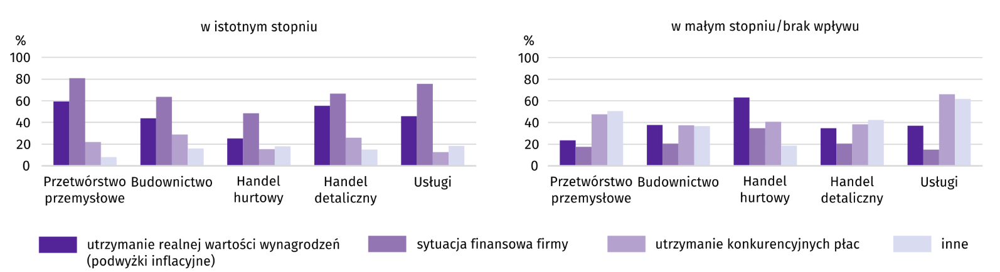 w istotnym stopniu
%
100
80
60
40
20
0
Przetwórstwo
przemysłowe
Budownictwo
Handel
hurtowy
Handel
detaliczny
Usługi
w małym stopniu/brak wpływu
%
100
80
60
40
20
0
Przetwórstwo
przemysłowe
Budownictwo
Handel
hurtowy
Handel
detaliczny
Usługi
utrzymanie realnej wartości wynagrodzeń
(podwyżki inflacyjne)
sytuacja finansowa firmy
utrzymanie konkurencyjnych płac
inne